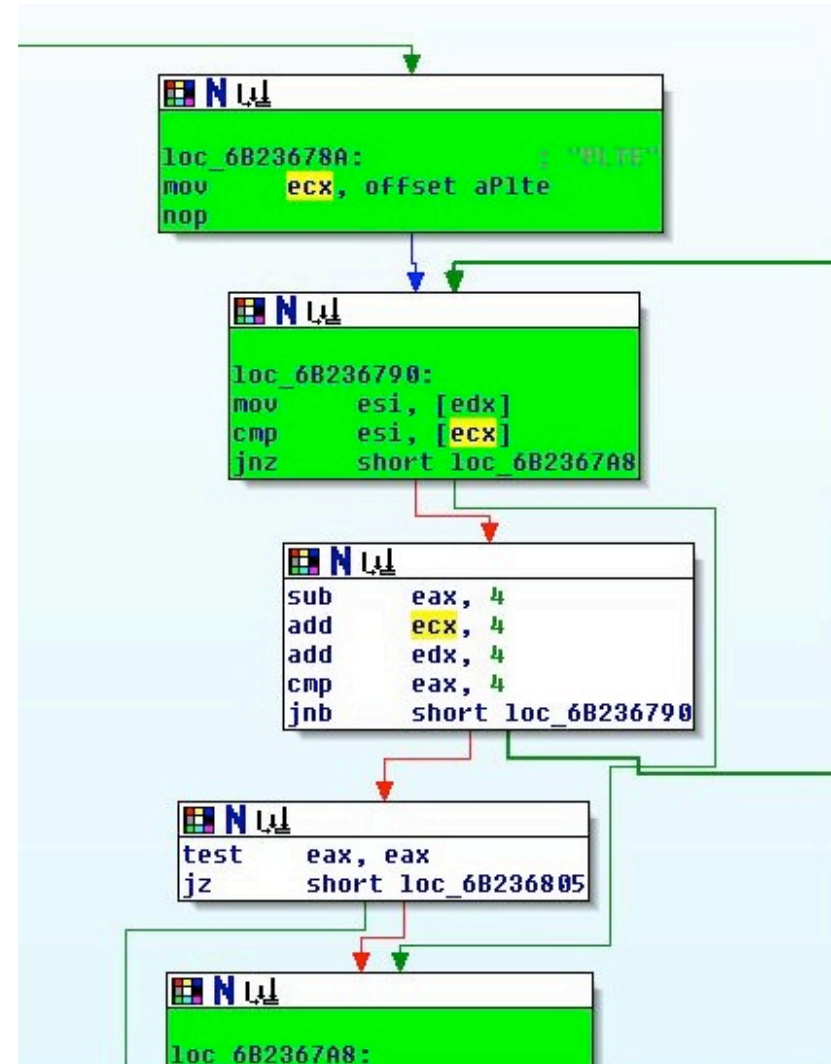 loc_6B23678A: ; "PLTE"
mov ecx, offset aPlte
nop
loc_6B236790:
mov esi, [edx]
cmp esi, [ecx]
jnz short loc_6B2367A8
sub eax, 4
add ecx, 4
add edx, 4
cmp eax, 4
jnb short loc_6B236790
test eax, eax
jz short loc_6B236805
loc_6B2367A8: